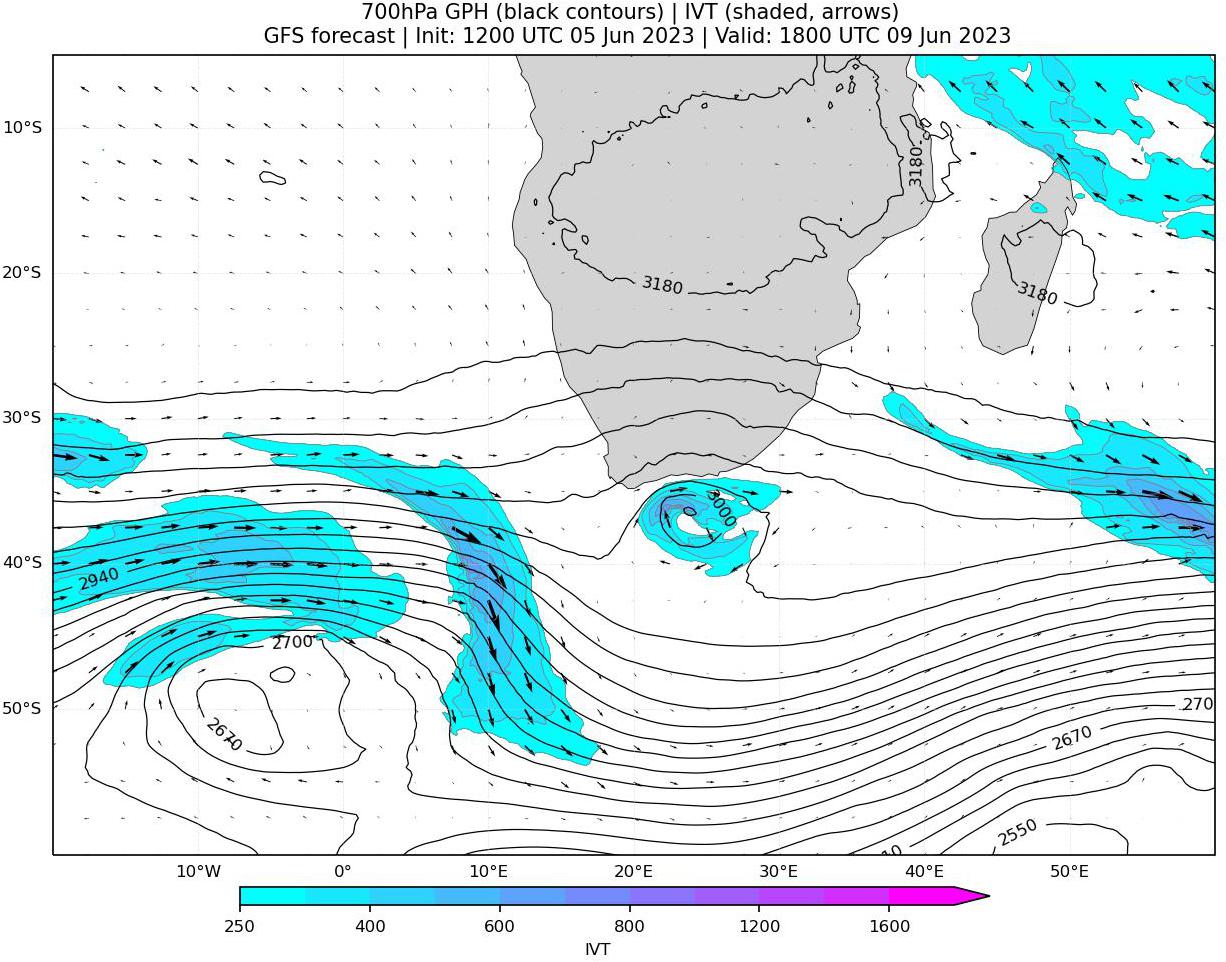 700hPa GPH (black contours) | IVT (shaded, arrows)
GFS forecast | Init: 1200 UTC 05 Jun 2023 | Valid: 1800 UTC 09 Jun 2023
10°S
3180
20°S
3180
3180
30°S
3000
40°S
2940
2700
50°S
2670
270
2670
2550
10
10°W
0°
10°E
20°E
30°E
40°E
50°E
250
400
600
800
1200
1600
IVT